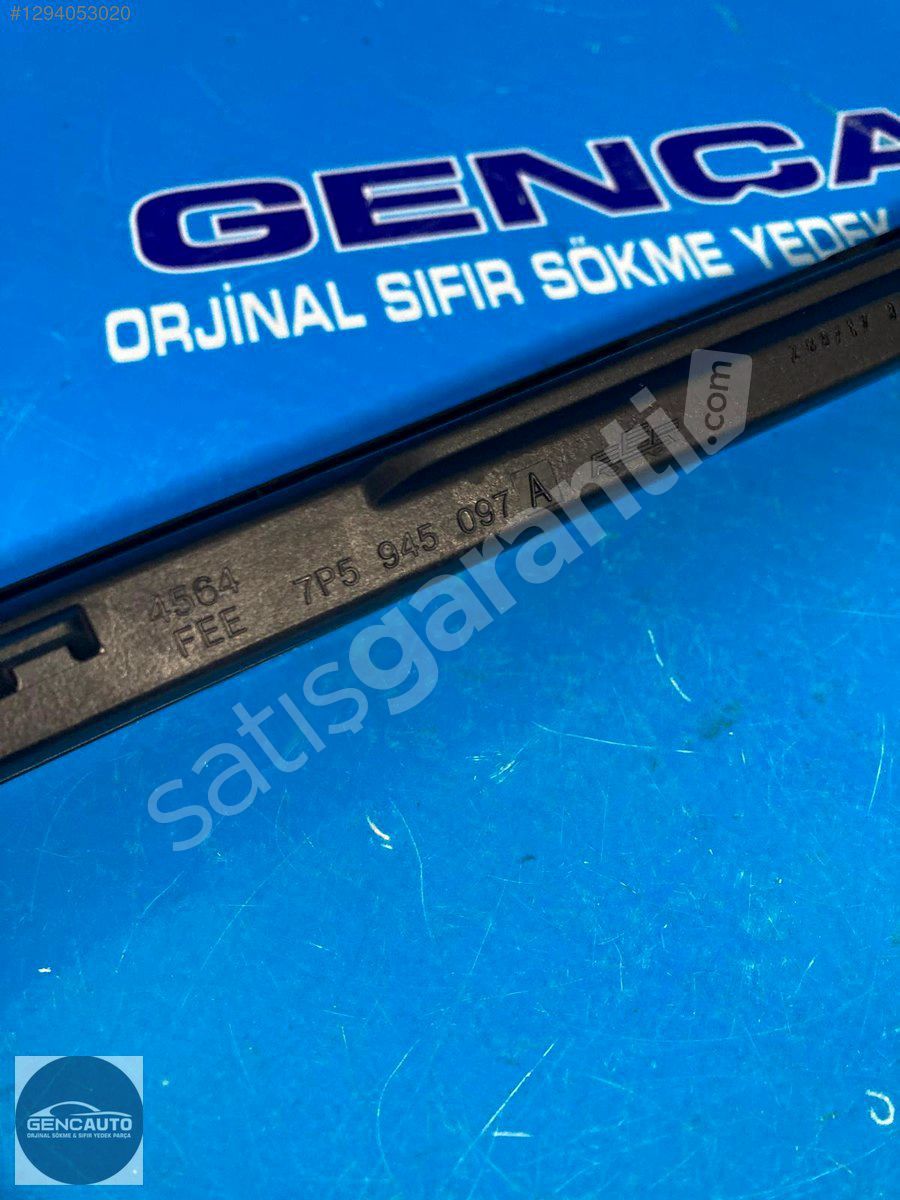 #1294053020
GENÇA
ORJİNAL SIFIR SÖKME YEDEK
7P5 945 097 A
4564
FEE
satışgaranti.com
GENCAUTO
ORJİNAL SÖKME & SIFIR YEDEK PARÇA